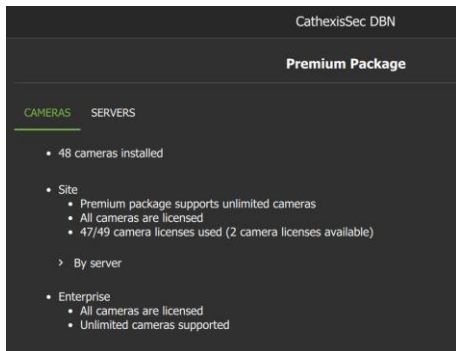 CathexisSec DBN
Premium Package
CAMERAS SERVERS
• 48 cameras installed
• Site
• Premium package supports unlimited cameras
• All cameras are licensed
• 47/49 camera licenses used (2 camera licenses available)
> By server
• Enterprise
• All cameras are licensed
• Unlimited cameras supported